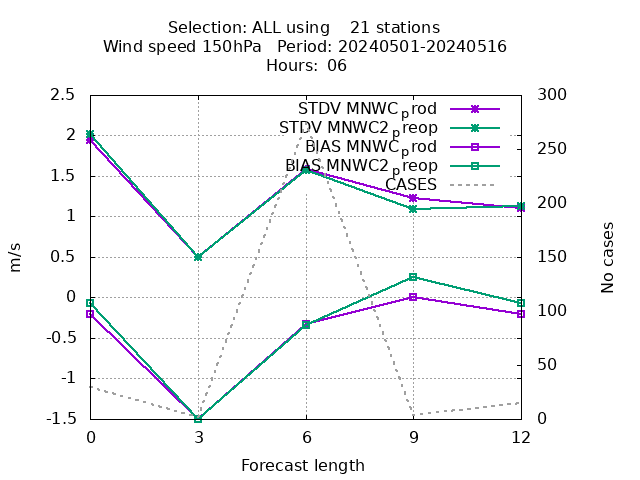 Selection: ALL using    21 stations
Wind speed 150hPa   Period: 20240501-20240516
Hours: 06
2.5
2
1.5
1
0.5
0
-0.5
-1
-1.5
300
250
200
150
100
50
0
STDV MNWC_prod
STDV MNWC2_preop
BIAS MNWC_prod
BIAS MNWC2_preop
CASES
m/s
No cases
0 3 6 9 12
Forecast length